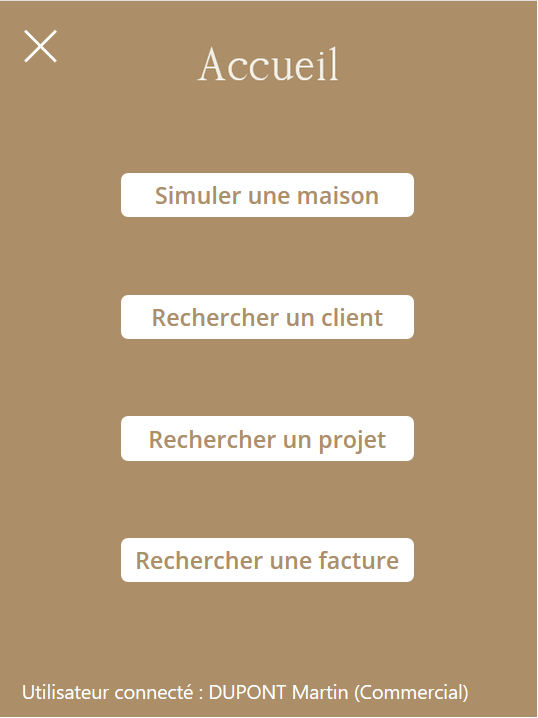 Accueil
Simuler une maison
Rechercher un client
Rechercher un projet
Rechercher une facture
Utilisateur connecté : DUPONT Martin (Commercial)